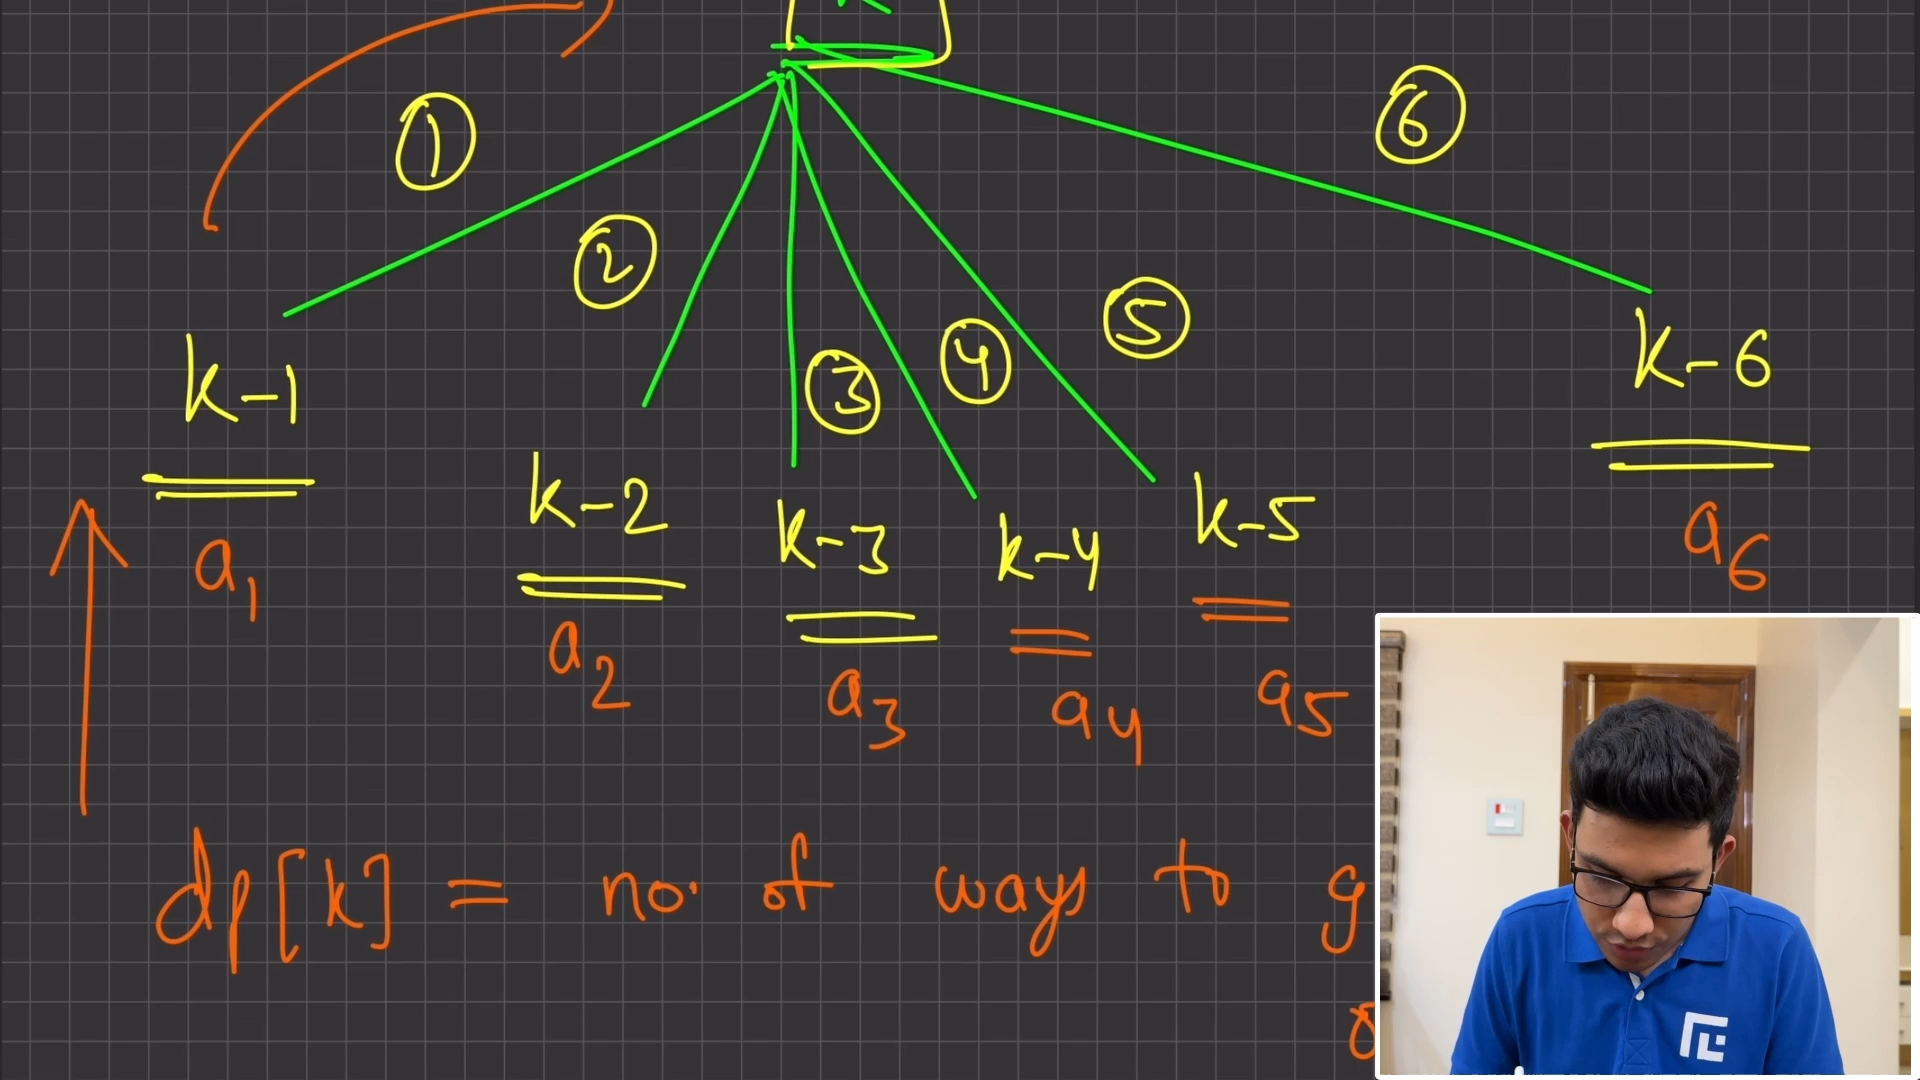 k
① ② ③ ④ ⑤ ⑥
k-1 k-2 k-3 k-4 k-5 k-6
a1 a2 a3 a4 a5 a6
dp[k] = no. of ways to g